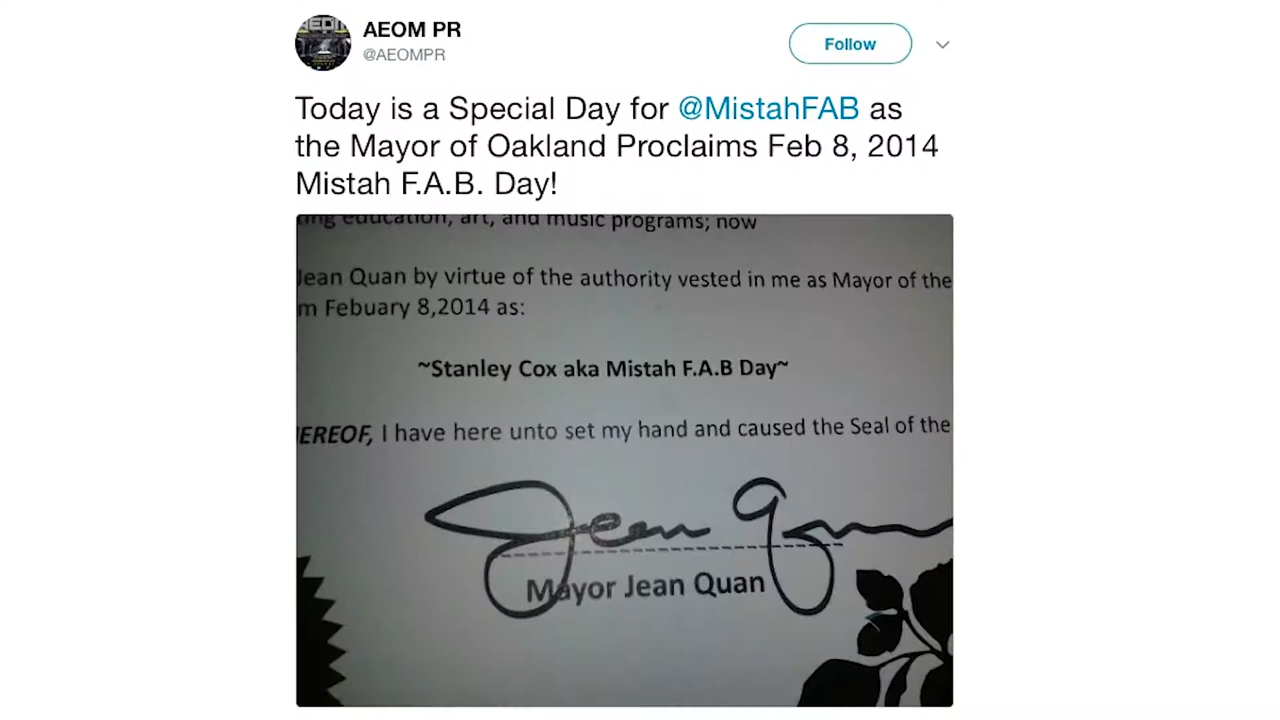 AEOM PR
@AEOMPR
Follow
Today is a Special Day for @MistahFAB as
the Mayor of Oakland Proclaims Feb 8, 2014
Mistah F.A.B. Day!
ing education, art, and music programs; now
Jean Quan by virtue of the authority vested in me as Mayor of the
m Febuary 8,2014 as:
~Stanley Cox aka Mistah F.A.B Day~
EREOF, I have here unto set my hand and caused the Seal of the
Jean Quan
Mayor Jean Quan